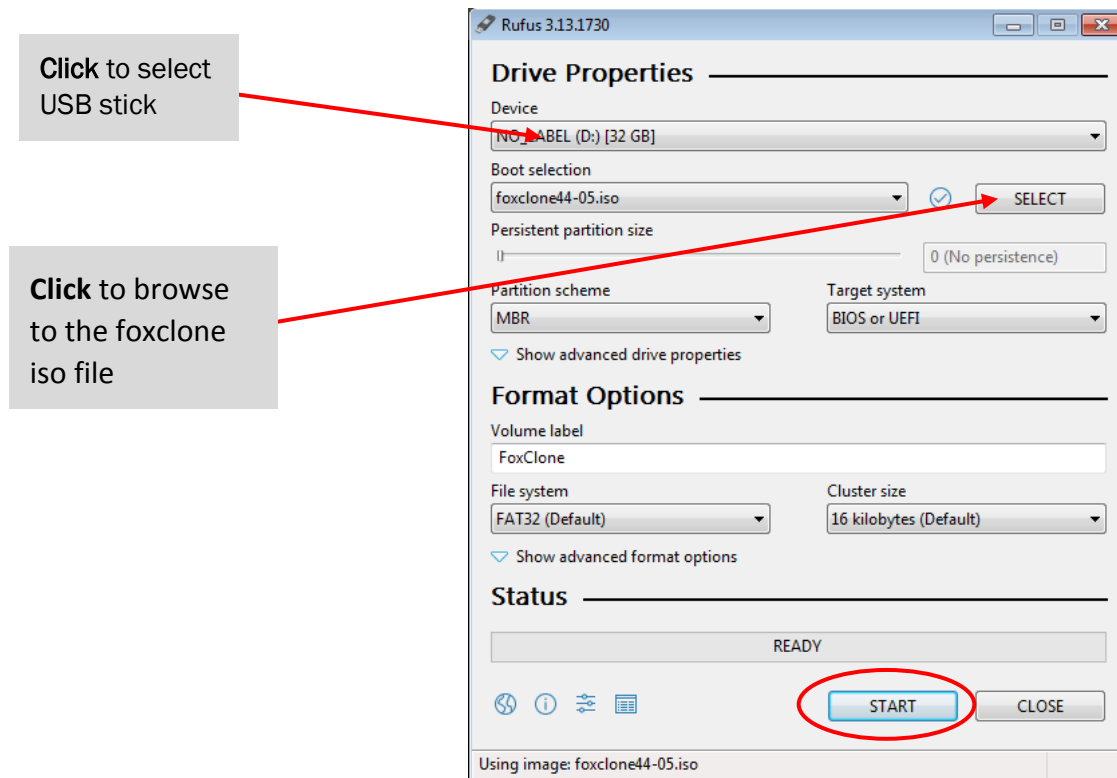 Rufus 3.13.1730
Click to select
USB stick
Drive Properties
Device
NO_LABEL (D:) [32 GB]
Boot selection
foxclone44-05.iso
SELECT
Persistent partition size
0 (No persistence)
Click to browse
to the foxclone
iso file
Partition scheme
Target system
MBR
BIOS or UEFI
Show advanced drive properties
Format Options
Volume label
FoxClone
File system
Cluster size
FAT32 (Default)
16 kilobytes (Default)
Show advanced format options
Status
READY
START
CLOSE
Using image: foxclone44-05.iso